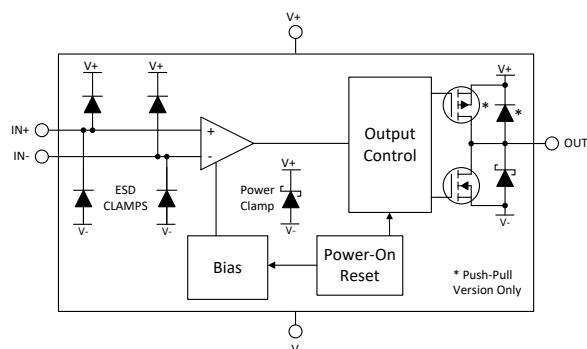 V+
V+
V+
V+
IN+
IN-
+
-
*
*
OUT
Output
Control
ESD
CLAMPS
Power
Clamp
V+
V-
V-
V-
V-
Bias
Power-On
Reset
* Push-Pull
Version Only